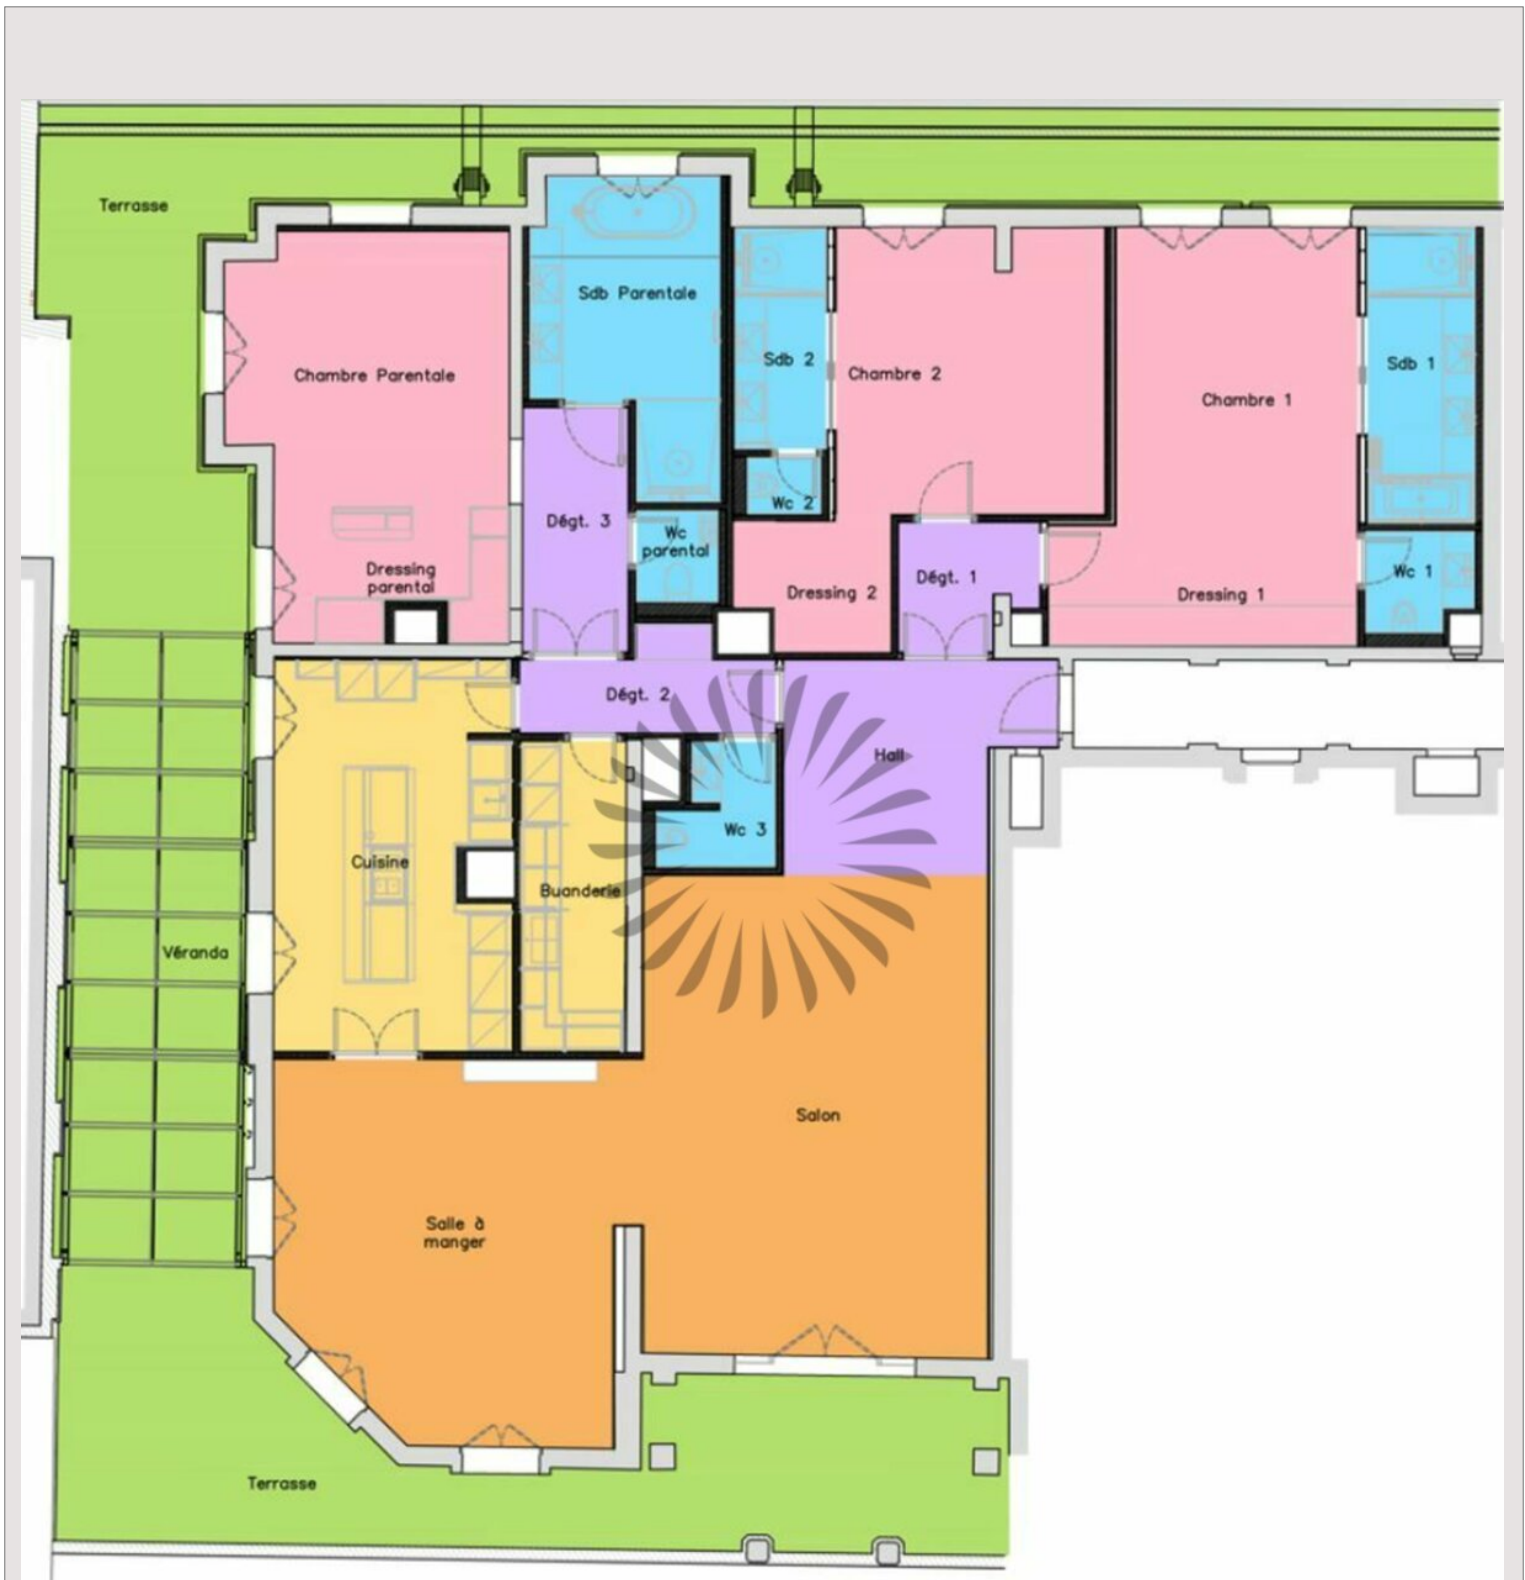 Terrasse
Sdb Parentale
Chambre Parentale
Sdb 2
Chambre 2
Sdb 1
Chambre 1
Wc 2
Dégt. 3
Wc
parental
Dressing
parental
Dégt. 1
Dressing 2
Dressing 1
Wc 1
Dégt. 2
Hall
Wc 3
Cuisine
Buanderie
Véranda
Salon
Salle à
manger
Terrasse